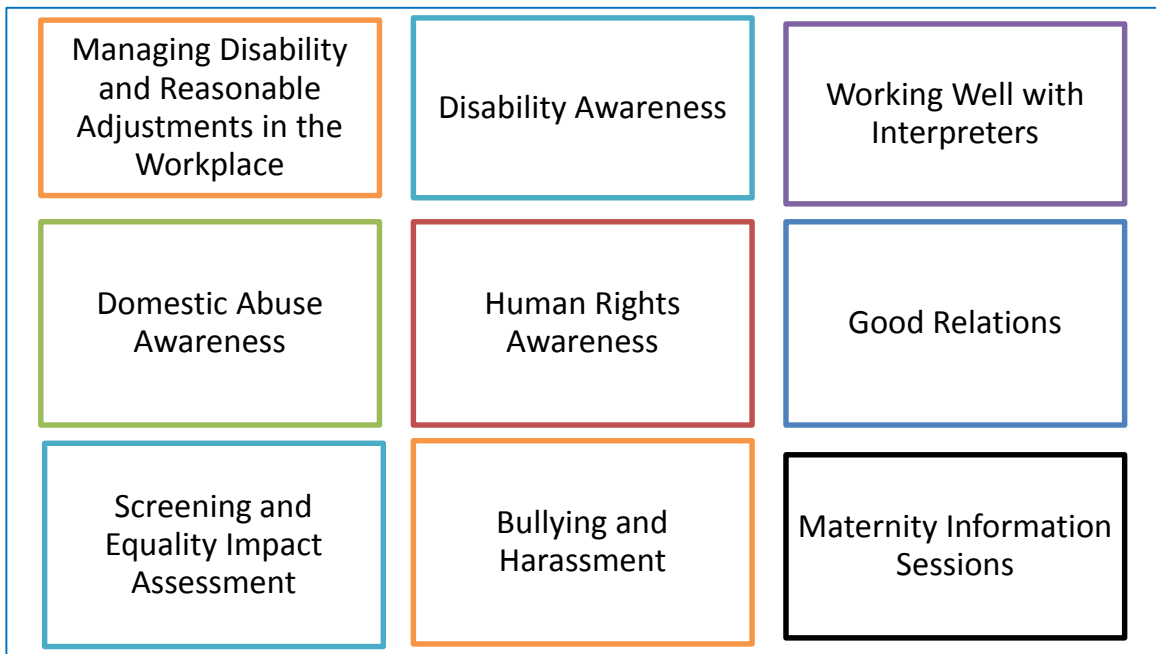 Managing Disability
and Reasonable
Adjustments in the
Workplace
Disability Awareness
Working Well with
Interpreters
Domestic Abuse
Awareness
Human Rights
Awareness
Good Relations
Screening and
Equality Impact
Assessment
Bullying and
Harassment
Maternity Information
Sessions